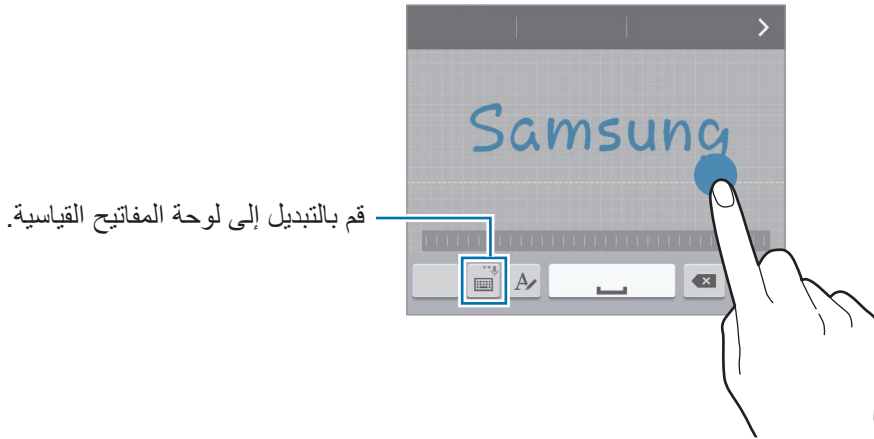 Samsung
قم بالتبديل إلى لوحة المفاتيح القياسية.